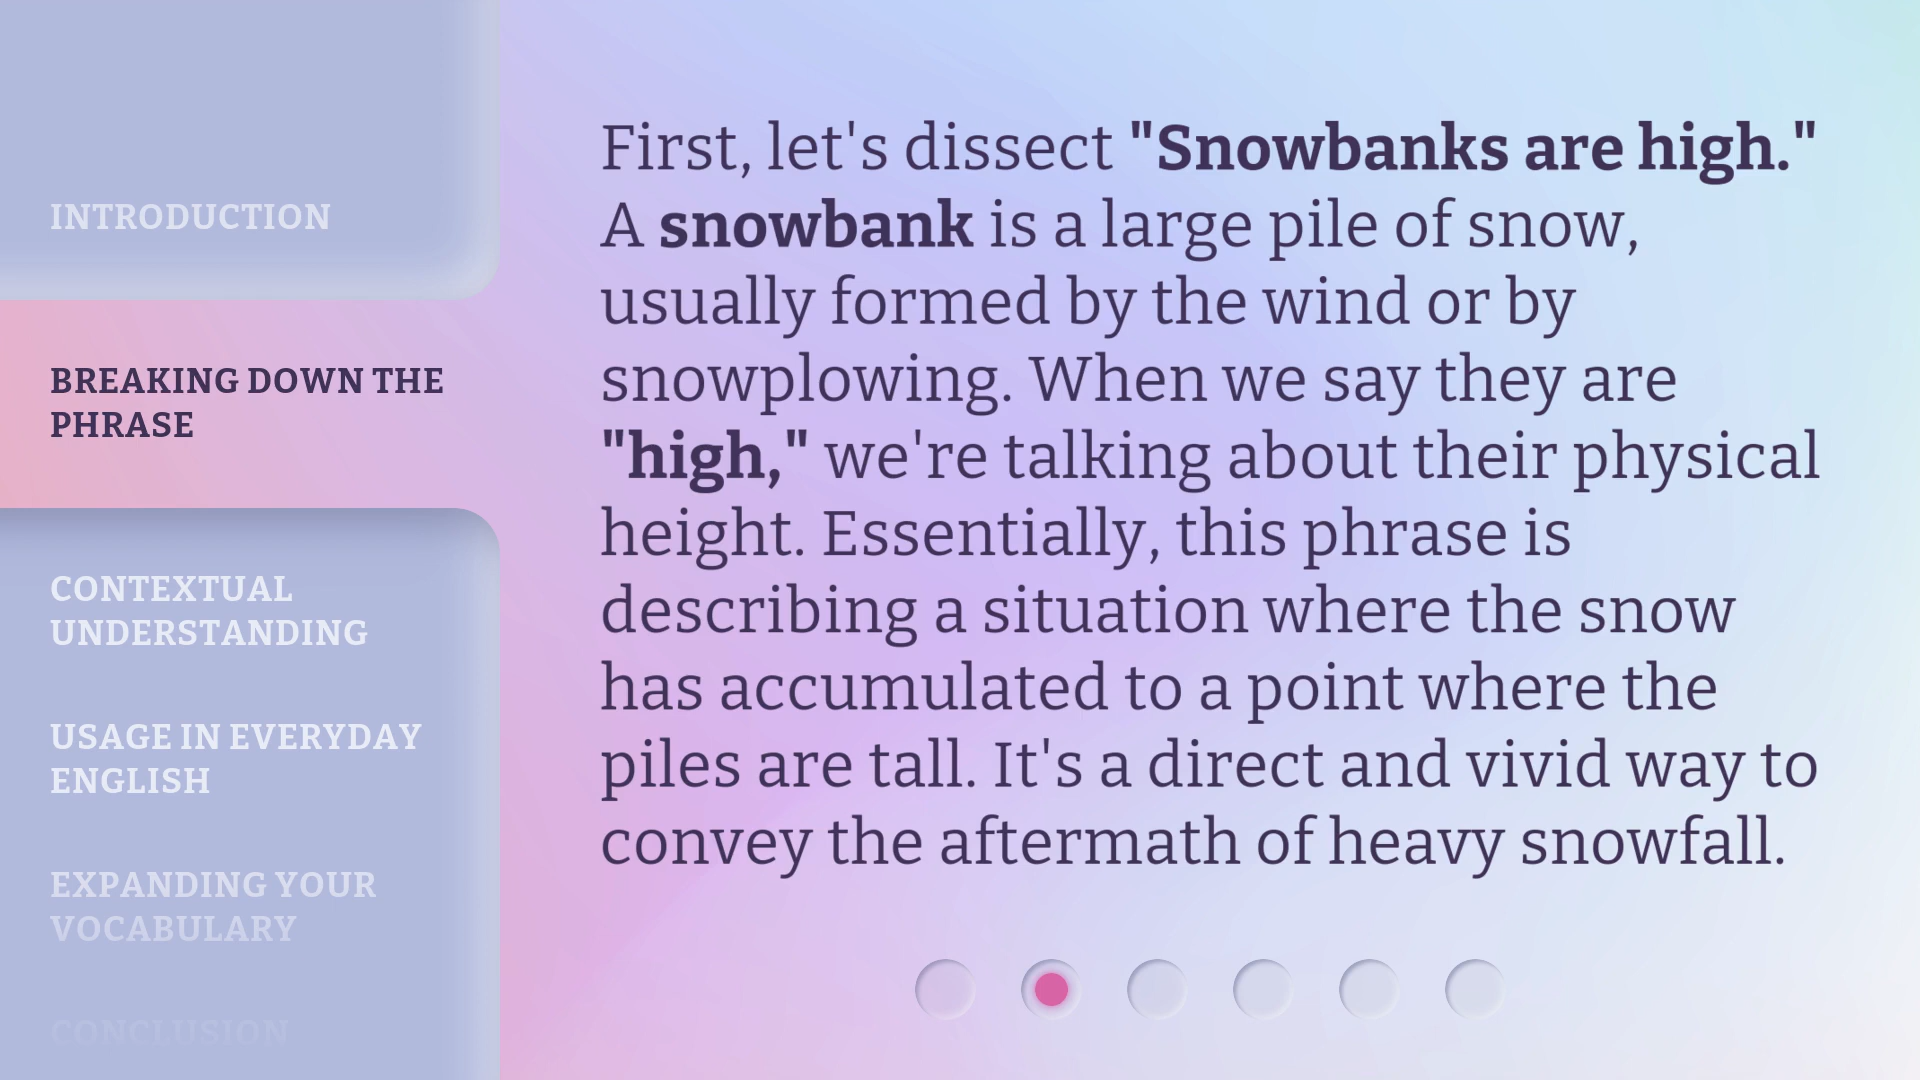 INTRODUCTION
BREAKING DOWN THE
PHRASE
CONTEXTUAL
UNDERSTANDING
USAGE IN EVERYDAY
ENGLISH
EXPANDING YOUR
VOCABULARY
CONCLUSION
First, let's dissect "Snowbanks are high."
A snowbank is a large pile of snow,
usually formed by the wind or by
snowplowing. When we say they are
"high," we're talking about their physical
height. Essentially, this phrase is
describing a situation where the snow
has accumulated to a point where the
piles are tall. It's a direct and vivid way to
convey the aftermath of heavy snowfall.